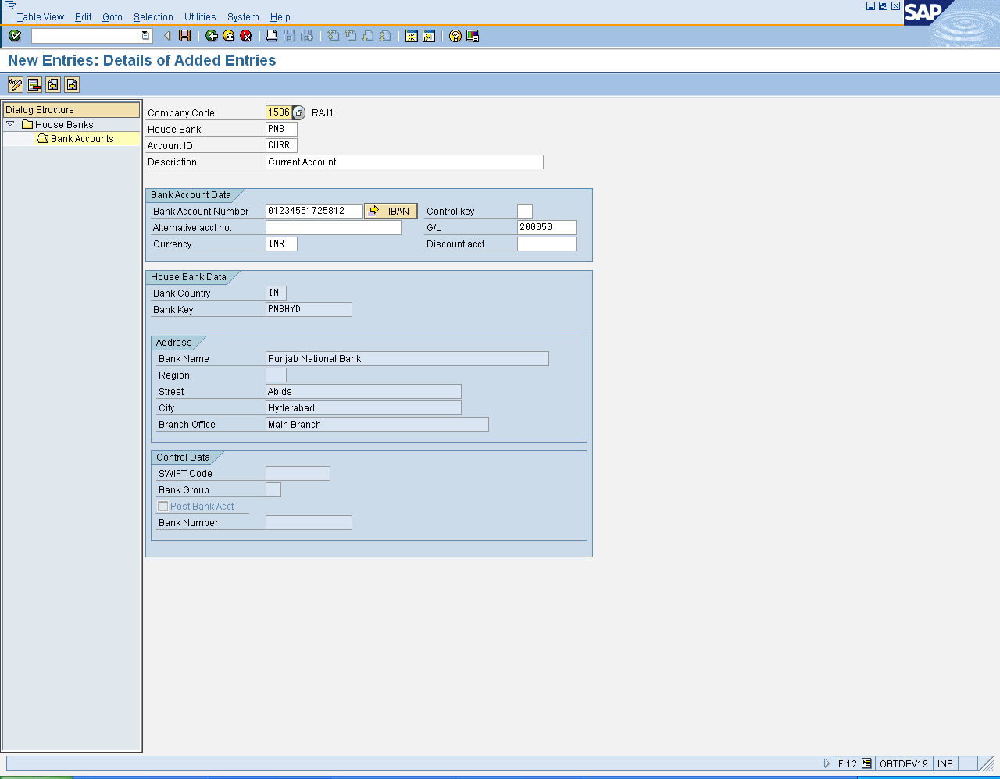 Table View Edit Goto Selection Utilities System Help
SAP
New Entries: Details of Added Entries
Dialog Structure
House Banks
Bank Accounts
Company Code 1506 RAJ1
House Bank PNB
Account ID CURR
Description Current Account
Bank Account Data
Bank Account Number 01234561725812 IBAN Control key
Alternative acct no. G/L 200050
Currency INR Discount acct
House Bank Data
Bank Country IN
Bank Key PNBHYD
Address
Bank Name Punjab National Bank
Region
Street Abids
City Hyderabad
Branch Office Main Branch
Control Data
SWIFT Code
Bank Group
Post Bank Acct
Bank Number
FI12 OBTDEV19 INS